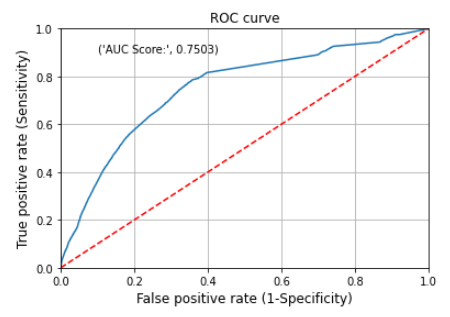 ROC curve
1.0
('AUC Score:', 0.7503)
0.8
0.6
0.4
0.2
0.0
True positive rate (Sensitivity)
0.0 0.2 0.4 0.6 0.8 1.0
False positive rate (1-Specificity)